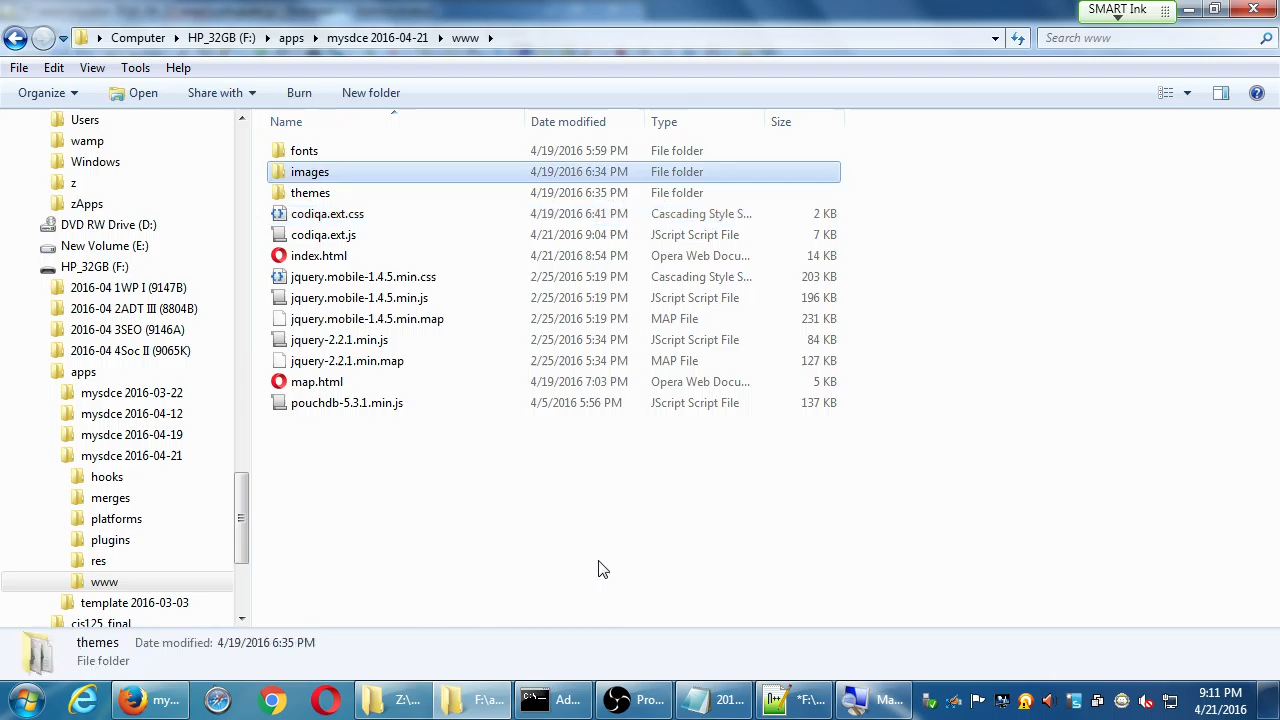 SMART Ink
Computer HP_32GB (F:) apps mysdce 2016-04-21 www
Search www
File Edit View Tools Help
Organize Open Share with Burn New folder
Users
wamp
Windows
z
zApps
DVD RW Drive (D:)
New Volume (E:)
HP_32GB (F:)
2016-04 1WP I (9147B)
2016-04 2ADT III (8804B)
2016-04 3SEO (9146A)
2016-04 4Soc II (9065K)
apps
mysdce 2016-03-22
mysdce 2016-04-12
mysdce 2016-04-19
mysdce 2016-04-21
hooks
merges
platforms
plugins
res
www
template 2016-03-03
cis125_final
Name Date modified Type Size
fonts 4/19/2016 5:59 PM File folder
images 4/19/2016 6:34 PM File folder
themes 4/19/2016 6:35 PM File folder
codiqa.ext.css 4/19/2016 6:41 PM Cascading Style S... 2 KB
codiqa.ext.js 4/21/2016 9:04 PM JScript Script File 7 KB
index.html 4/21/2016 8:54 PM Opera Web Docu... 14 KB
jquery.mobile-1.4.5.min.css 2/25/2016 5:19 PM Cascading Style S... 203 KB
jquery.mobile-1.4.5.min.js 2/25/2016 5:19 PM JScript Script File 196 KB
jquery.mobile-1.4.5.min.map 2/25/2016 5:19 PM MAP File 231 KB
jquery-2.2.1.min.js 2/25/2016 5:34 PM JScript Script File 84 KB
jquery-2.2.1.min.map 2/25/2016 5:34 PM MAP File 127 KB
map.html 4/19/2016 7:03 PM Opera Web Docu... 5 KB
pouchdb-5.3.1.min.js 4/5/2016 5:56 PM JScript Script File 137 KB
themes Date modified: 4/19/2016 6:35 PM
File folder
my... Z:\... F:\a... Ad... Pro... 201... *F:\... Ma...
9:11 PM
4/21/2016